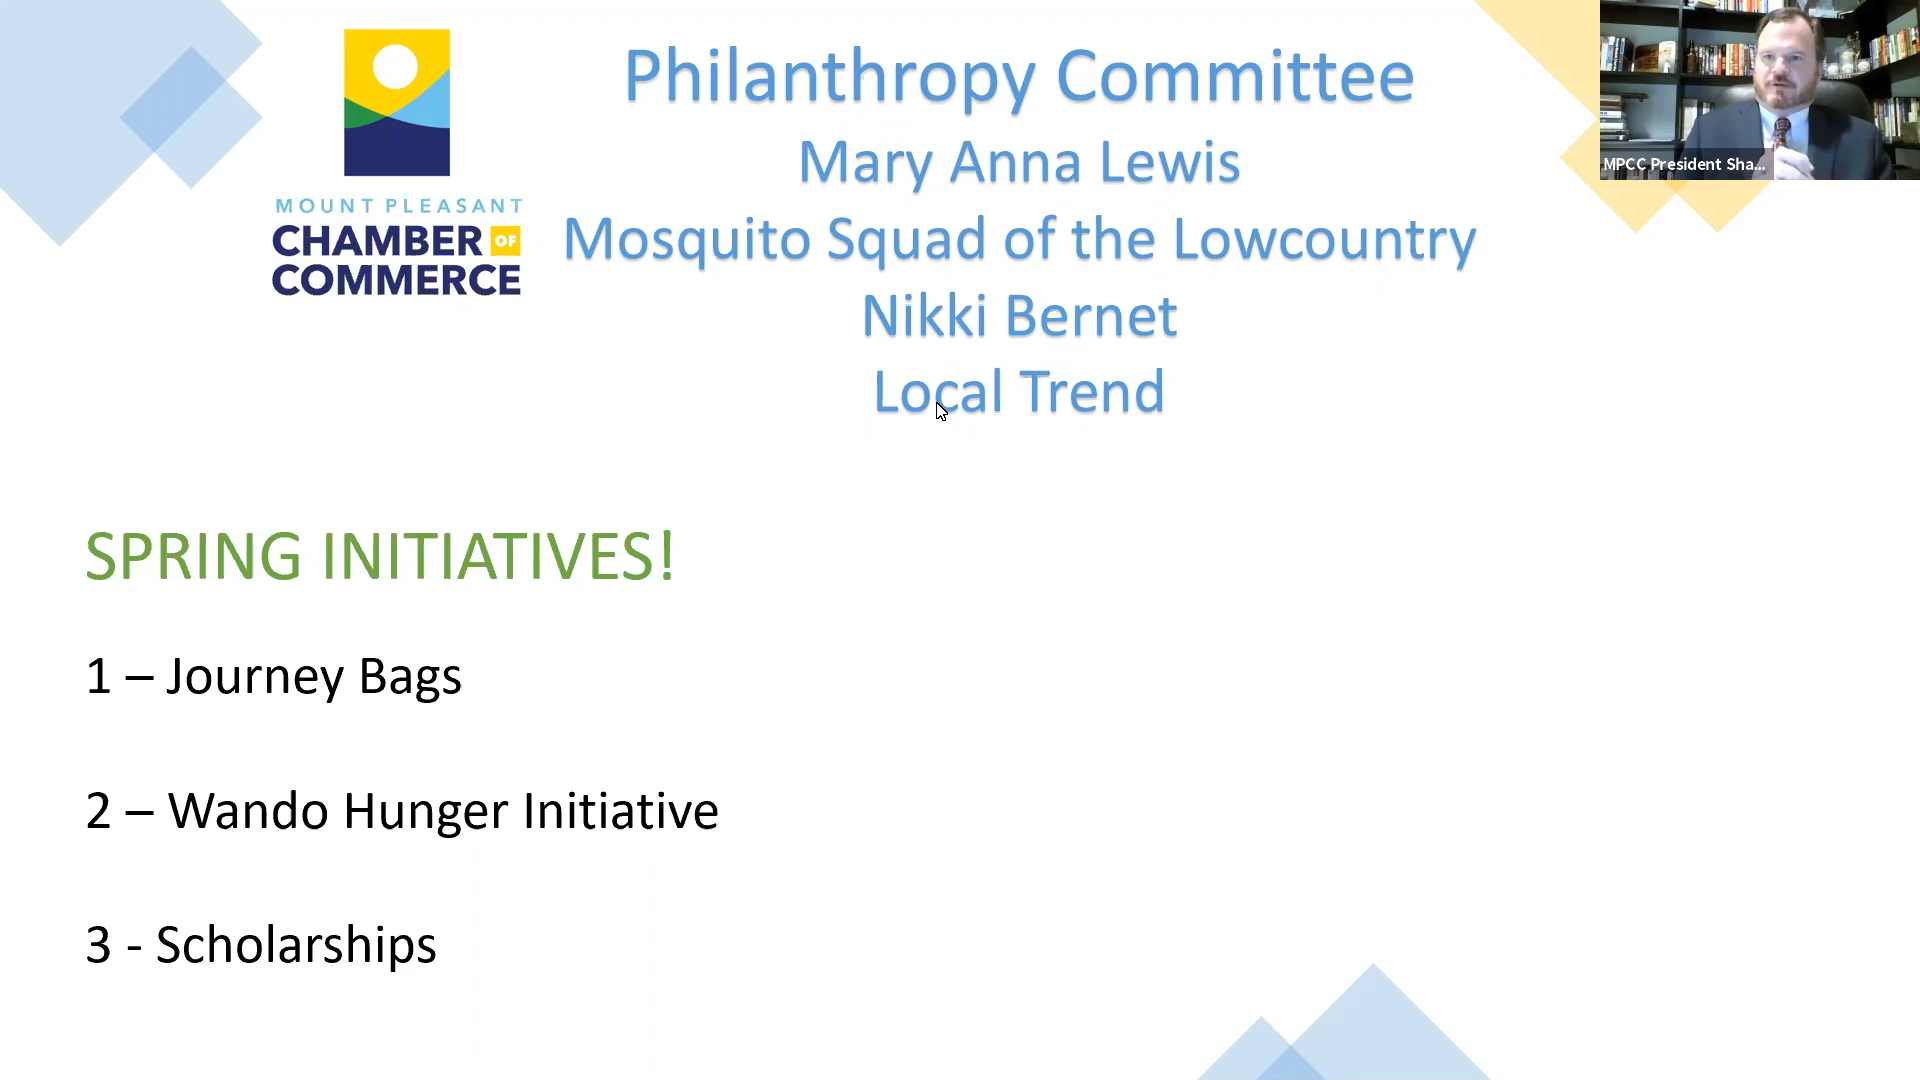 MOUNT PLEASANT
CHAMBER OF
COMMERCE
Philanthropy Committee
Mary Anna Lewis
Mosquito Squad of the Lowcountry
Nikki Bernet
Local Trend
MPCC President Sha...
SPRING INITIATIVES!
1 – Journey Bags
2 – Wando Hunger Initiative
3 - Scholarships